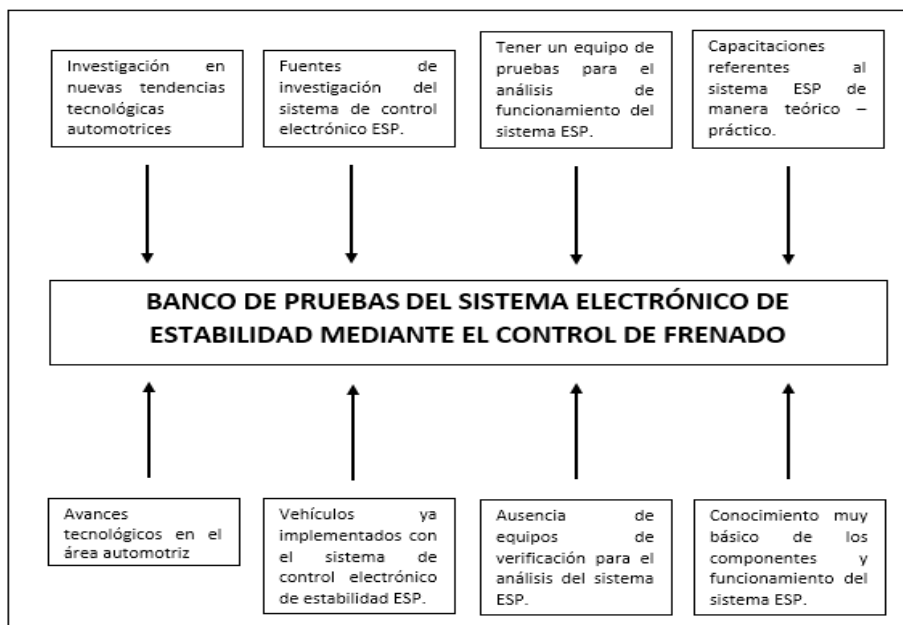 Investigación en
nuevas tendencias
tecnológicas
automotrices
Fuentes de
investigación del
sistema de control
electrónico ESP.
Tener un equipo de
pruebas para el
análisis de
funcionamiento del
sistema ESP.
Capacitaciones
referentes al
sistema ESP de
manera teórico –
práctico.
BANCO DE PRUEBAS DEL SISTEMA ELECTRÓNICO DE
ESTABILIDAD MEDIANTE EL CONTROL DE FRENADO
Avances
tecnológicos en el
área automotriz
Vehículos ya
implementados con
el sistema de
control electrónico
de estabilidad ESP.
Ausencia de
equipos de
verificación para el
análisis del sistema
ESP.
Conocimiento muy
básico de los
componentes y
funcionamiento del
sistema ESP.